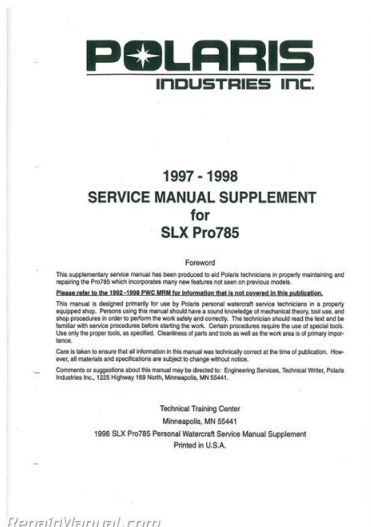 POLARIS
INDUSTRIES INC.
1997 - 1998
SERVICE MANUAL SUPPLEMENT
for
SLX Pro785
Foreword
This supplementary service manual has been produced to aid Polaris technicians in properly maintaining and
repairing the Pro785 which incorporates many new features not seen on previous models.
Please refer to the 1992 -1998 PWC MRM for information that is not covered in this publication.
This manual is designed primarily for use by Polaris personal watercraft service technicians in a properly
equipped shop. Persons using this manual should have a sound knowledge of mechanical theory, tool use, and
shop procedures in order to perform the work safely and correctly. The technician should read the text and be
familiar with service procedures before starting the work. Certain procedures require the use of special tools.
Use only the proper tools, as specified. Cleanliness of parts and tools as well as the work area is of primary impor-
tance.
Care is taken to ensure that all information in this manual was technically correct at the time of publication. How-
ever, all materials and specifications are subject to change without notice.
Comments or suggestions about this manual may be directed to: Engineering Services, Technical Writer, Polaris
Industries Inc., 1225 Highway 169 North, Minneapolis, MN 55441.
Technical Training Center
Minneapolis, MN 55441
1998 SLX Pro785 Personal Watercraft Service Manual Supplement
Printed in U.S.A.
RepairManual.com